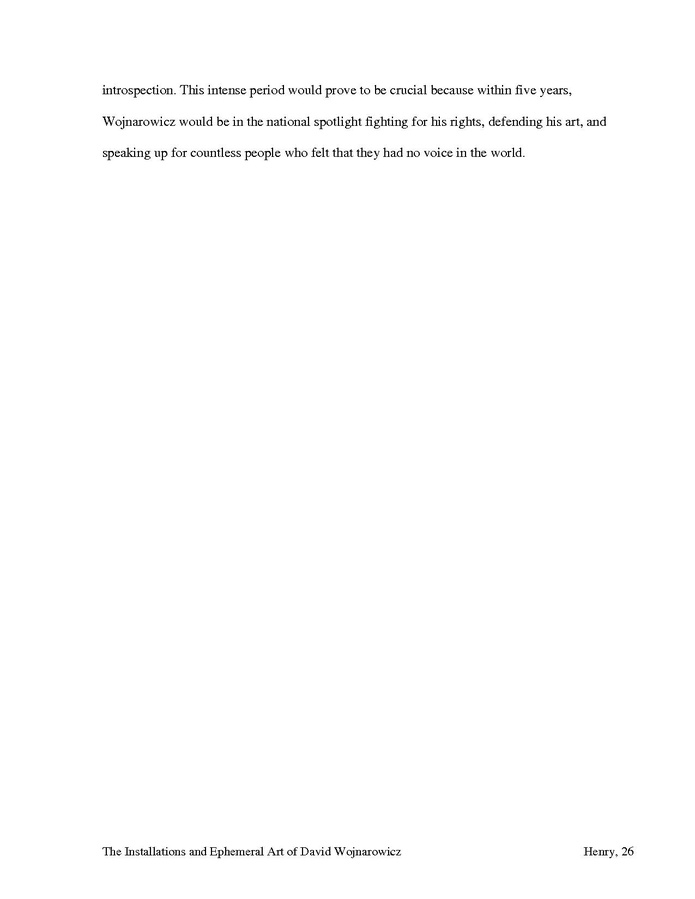 introspection. This intense period would prove to be crucial because within five years,
Wojnarowicz would be in the national spotlight fighting for his rights, defending his art, and
speaking up for countless people who felt that they had no voice in the world.
The Installations and Ephemeral Art of David Wojnarowicz Henry, 26